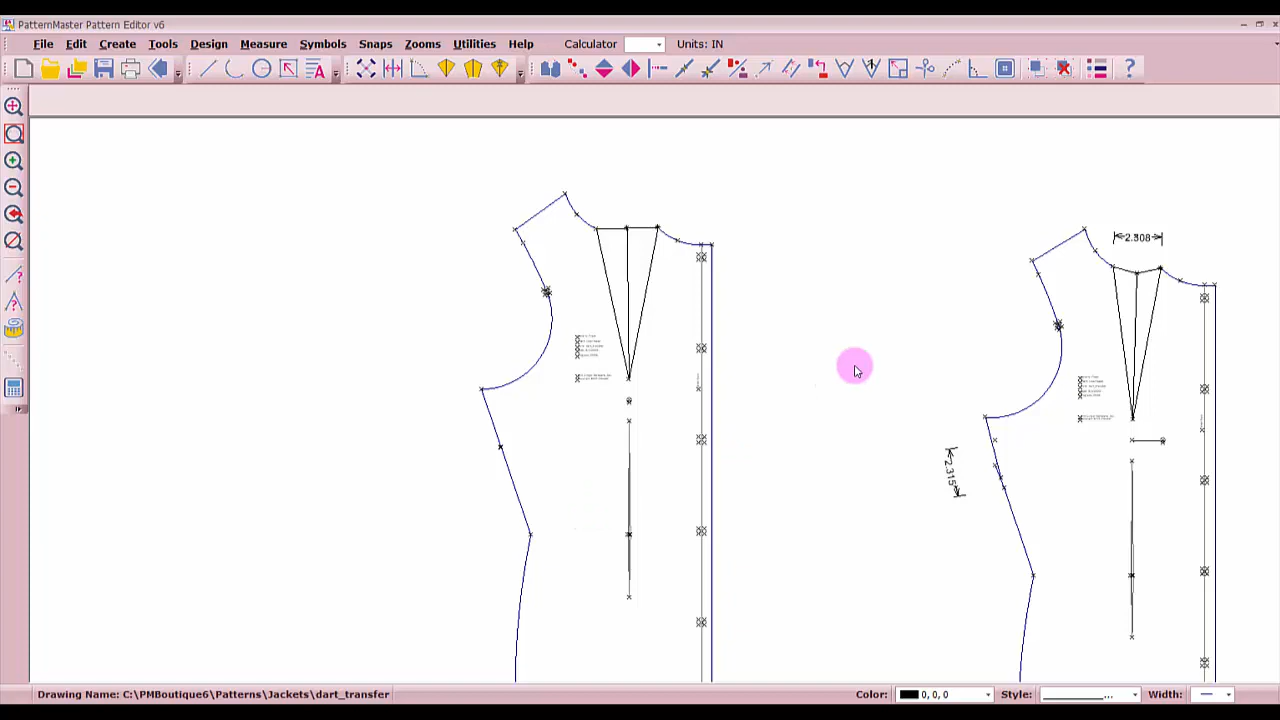 PatternMaster Pattern Editor v6
File Edit Create Tools Design Measure Symbols Snaps Zooms Utilities Help Calculator Units: IN
2.308
2.315
Drawing Name: C:\PMBoutique6\Patterns\Jackets\dart_transfer Color: 0, 0, 0 Style: ... Width: